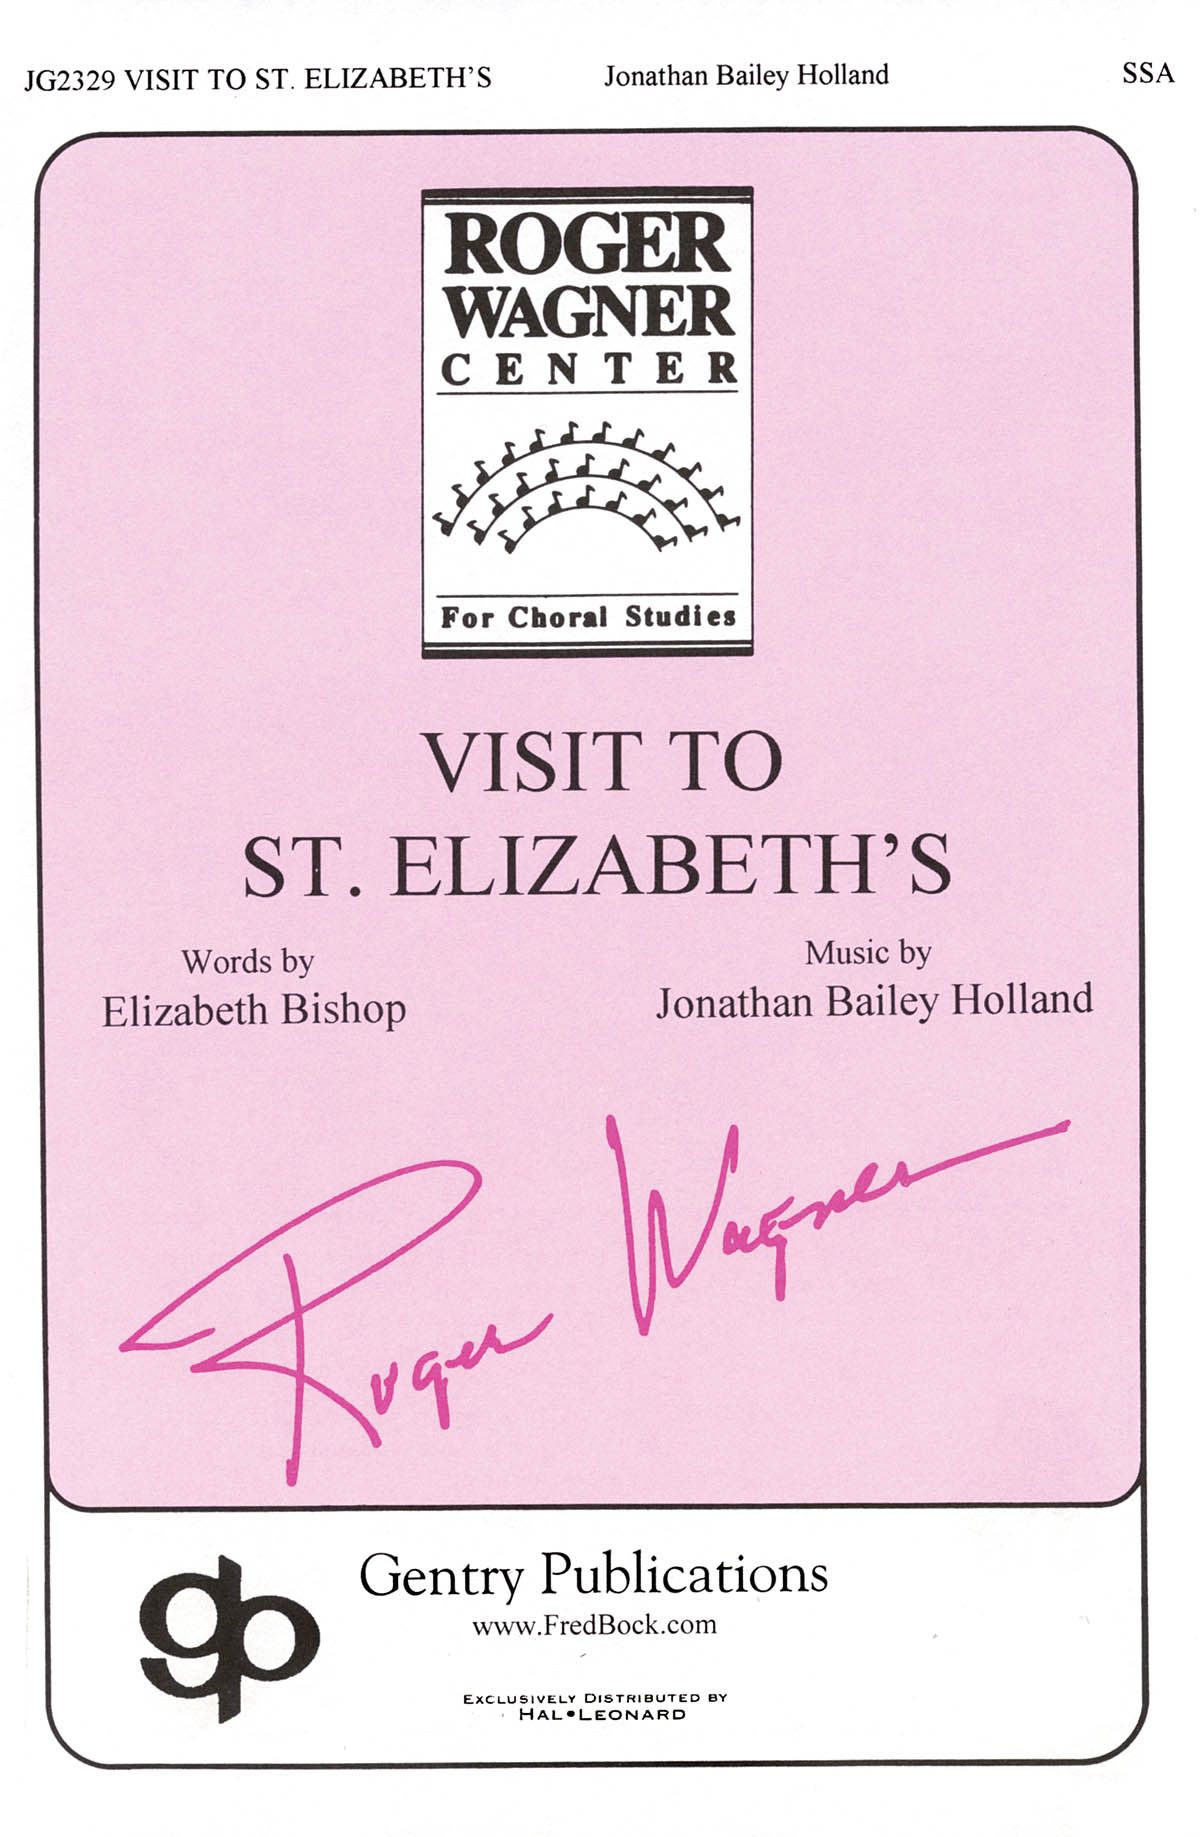 JG2329 VISIT TO ST. ELIZABETH'S Jonathan Bailey Holland SSA
ROGER
WAGNER
CENTER
For Choral Studies
VISIT TO
ST. ELIZABETH'S
Words by
Elizabeth Bishop
Music by
Jonathan Bailey Holland
Roger Wagner
gp
Gentry Publications
www.FredBock.com
EXCLUSIVELY DISTRIBUTED BY
HAL•LEONARD